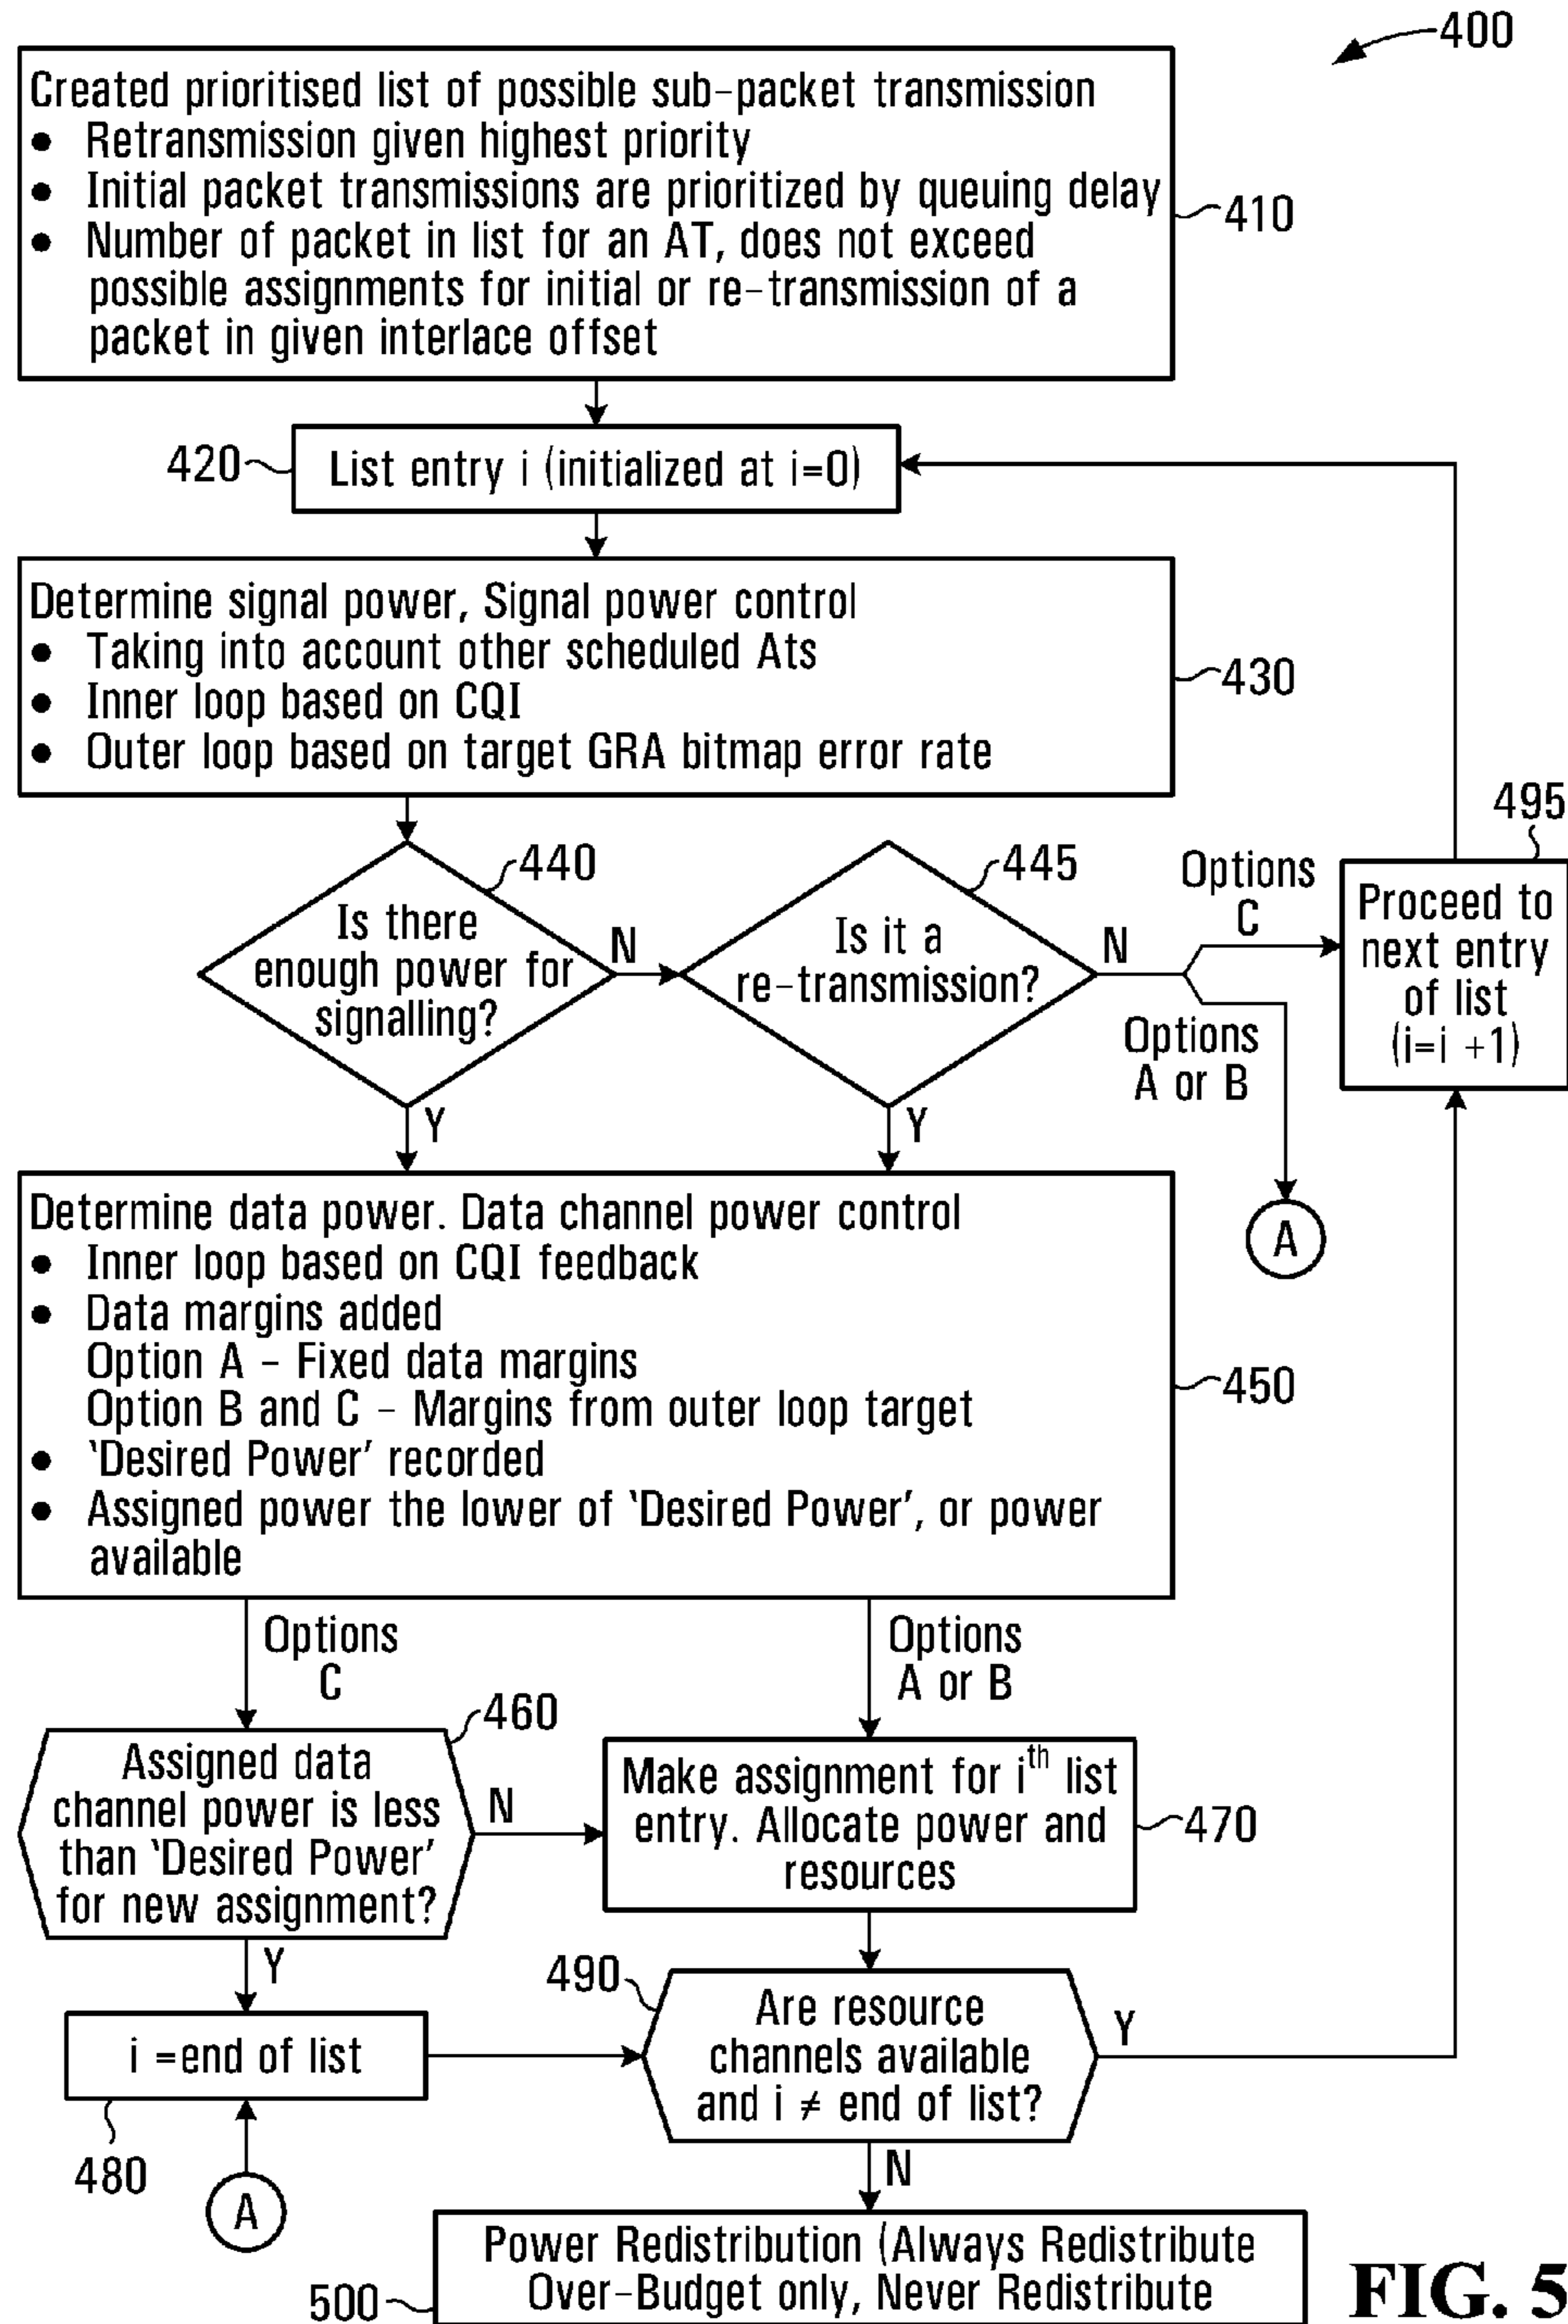 400
Created prioritised list of possible sub-packet transmission
• Retransmission given highest priority
• Initial packet transmissions are prioritized by queuing delay
• Number of packet in list for an AT, does not exceed
possible assignments for initial or re-transmission of a
packet in given interlace offset
410
420
List entry i (initialized at i=0)
Determine signal power, Signal power control
• Taking into account other scheduled Ats
• Inner loop based on CQI
• Outer loop based on target GRA bitmap error rate
430
440
Is there
enough power for
signalling?
N
Y
445
Is it a
re-transmission?
N
Y
Options
C
Options
A or B
A
495
Proceed to
next entry
of list
(i=i +1)
Determine data power. Data channel power control
• Inner loop based on CQI feedback
• Data margins added
Option A - Fixed data margins
Option B and C - Margins from outer loop target
• 'Desired Power' recorded
• Assigned power the lower of 'Desired Power', or power
available
450
Options
C
Options
A or B
460
Assigned data
channel power is less
than 'Desired Power'
for new assignment?
N
Y
Make assignment for ith list
entry. Allocate power and
resources
470
i =end of list
480
A
490
Are resource
channels available
and i ≠ end of list?
Y
N
Power Redistribution (Always Redistribute
Over-Budget only, Never Redistribute
500
FIG. 5